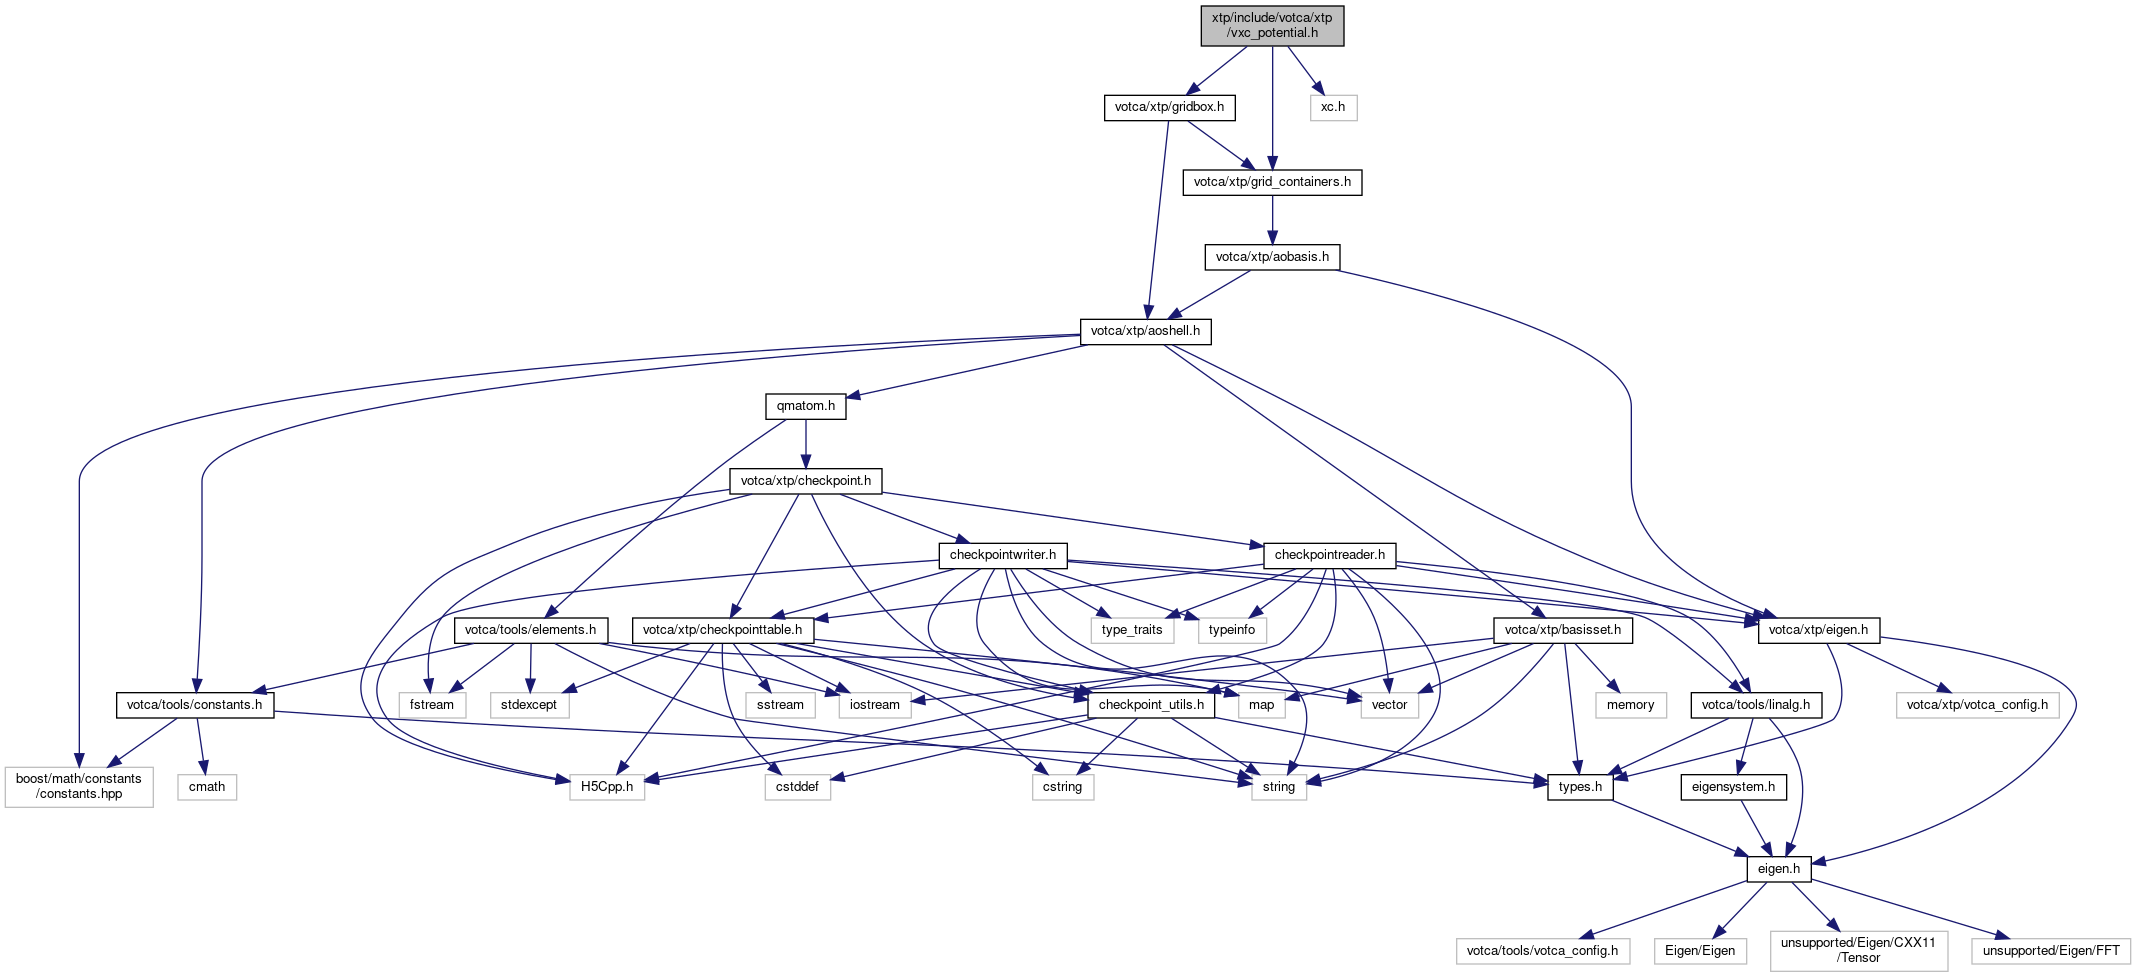 xtp/include/votca/xtp
/vxc_potential.h
votca/xtp/gridbox.h
xc.h
votca/xtp/grid_containers.h
votca/xtp/aobasis.h
votca/xtp/aoshell.h
qmatom.h
votca/xtp/checkpoint.h
checkpointwriter.h
checkpointreader.h
votca/tools/elements.h
votca/xtp/checkpointtable.h
type_traits
typeinfo
votca/xtp/basisset.h
votca/xtp/eigen.h
votca/tools/constants.h
fstream
stdexcept
sstream
iostream
checkpoint_utils.h
map
vector
memory
votca/tools/linalg.h
votca/xtp/votca_config.h
boost/math/constants
/constants.hpp
cmath
H5Cpp.h
cstddef
cstring
string
types.h
eigensystem.h
eigen.h
votca/tools/votca_config.h
Eigen/Eigen
unsupported/Eigen/CXX11
/Tensor
unsupported/Eigen/FFT